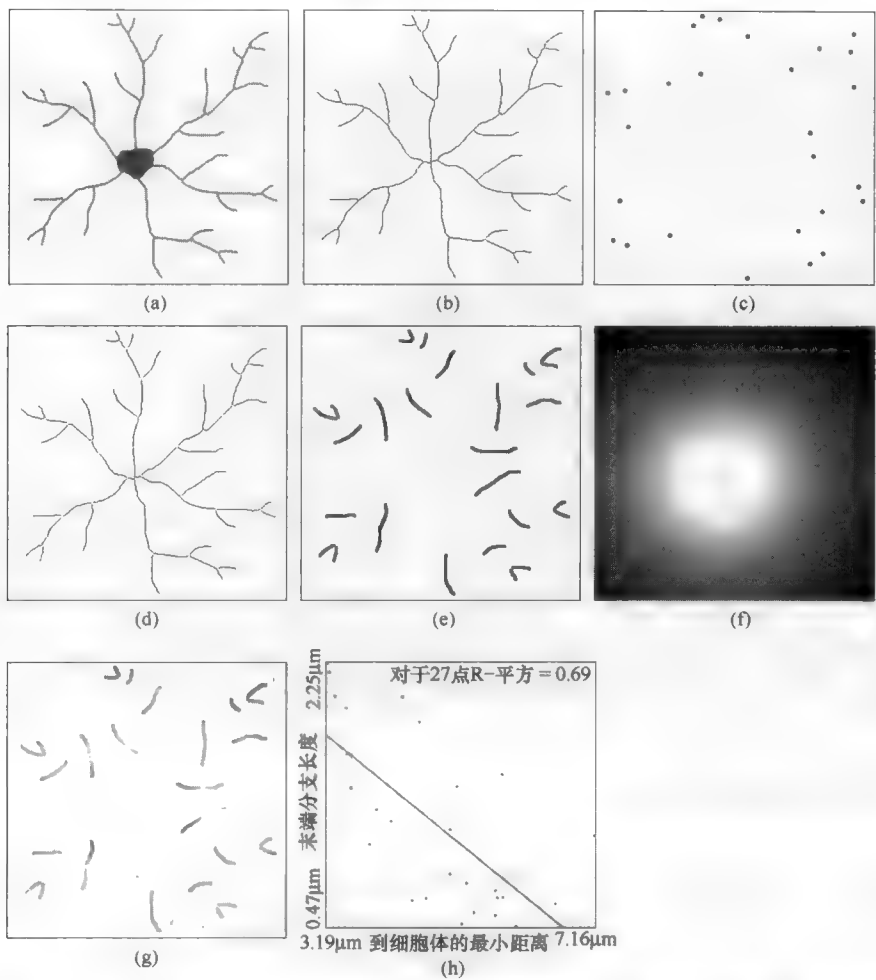 (a)
(b)
(c)
(d)
(e)
(f)
(g)
对于27点R-平方 = 0.69
2.25μm
末端分支长度
0.47μm
3.19μm 到细胞体的最小距离 7.16μm
(h)